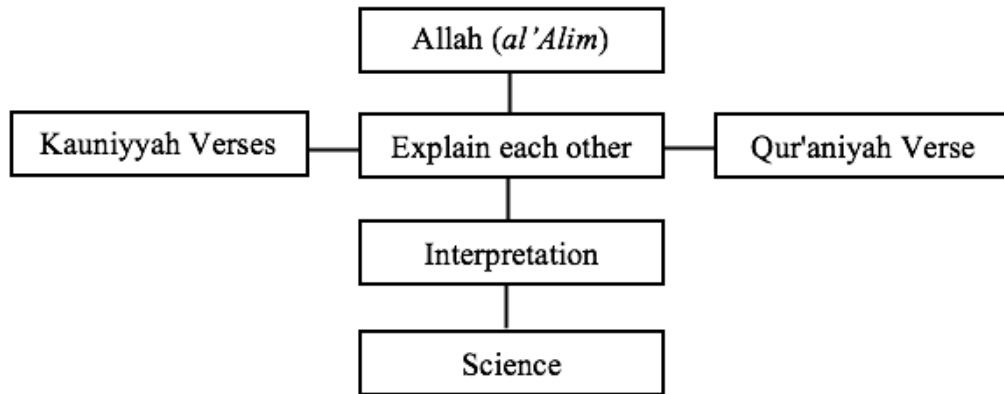 Allah (al’Alim)
Kauniyyah Verses
Explain each other
Qur'aniyah Verse
Interpretation
Science